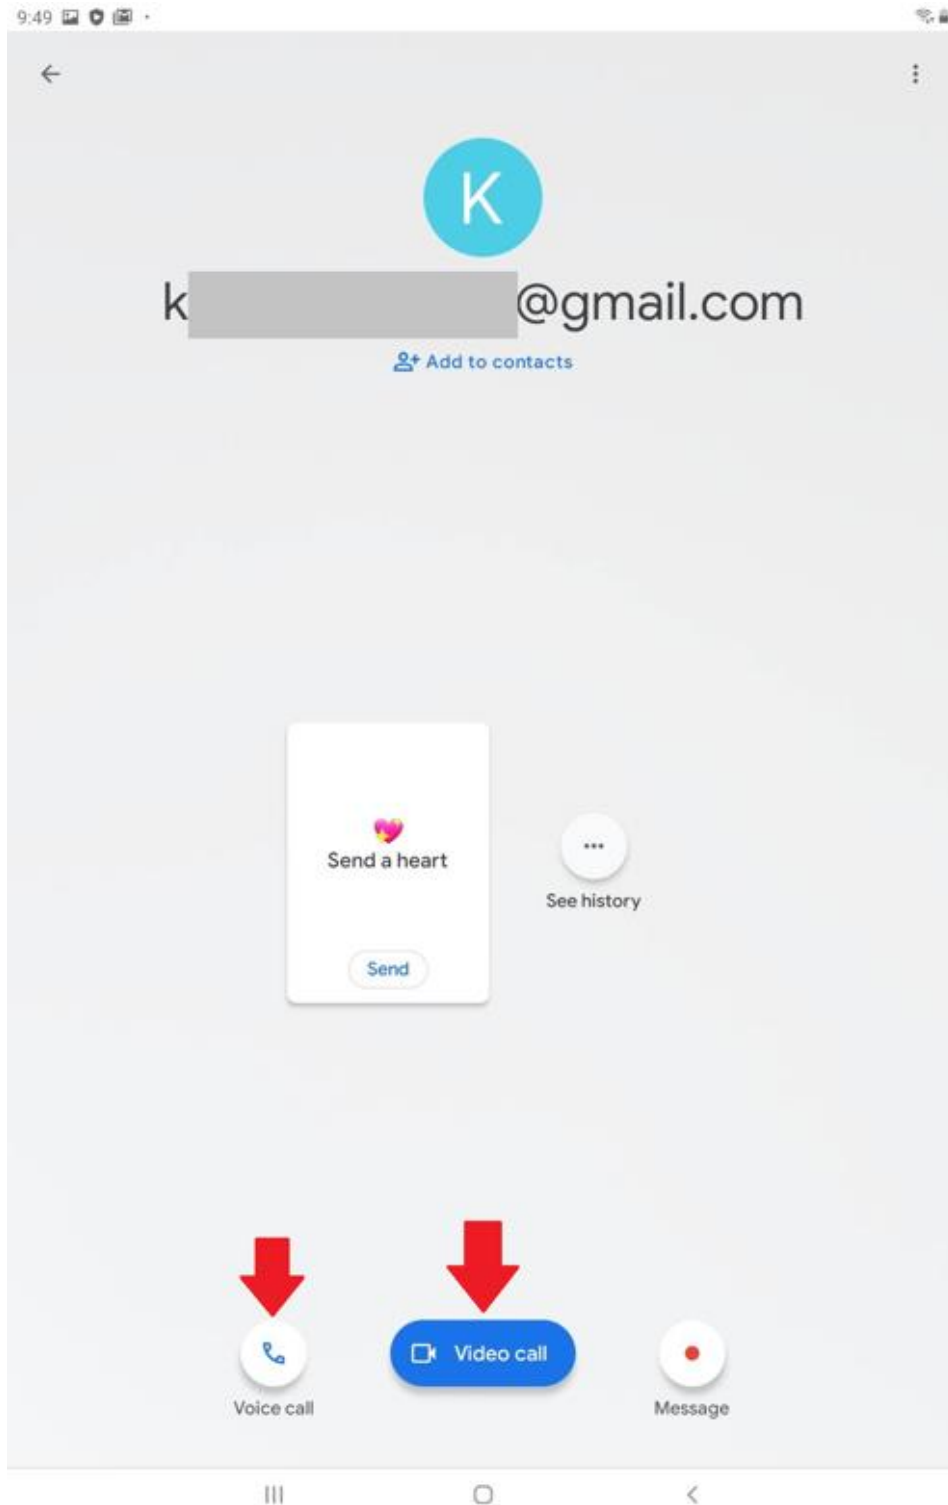 9:49
K
k @gmail.com
Add to contacts
Send a heart
See history
Send
Voice call
Video call
Message